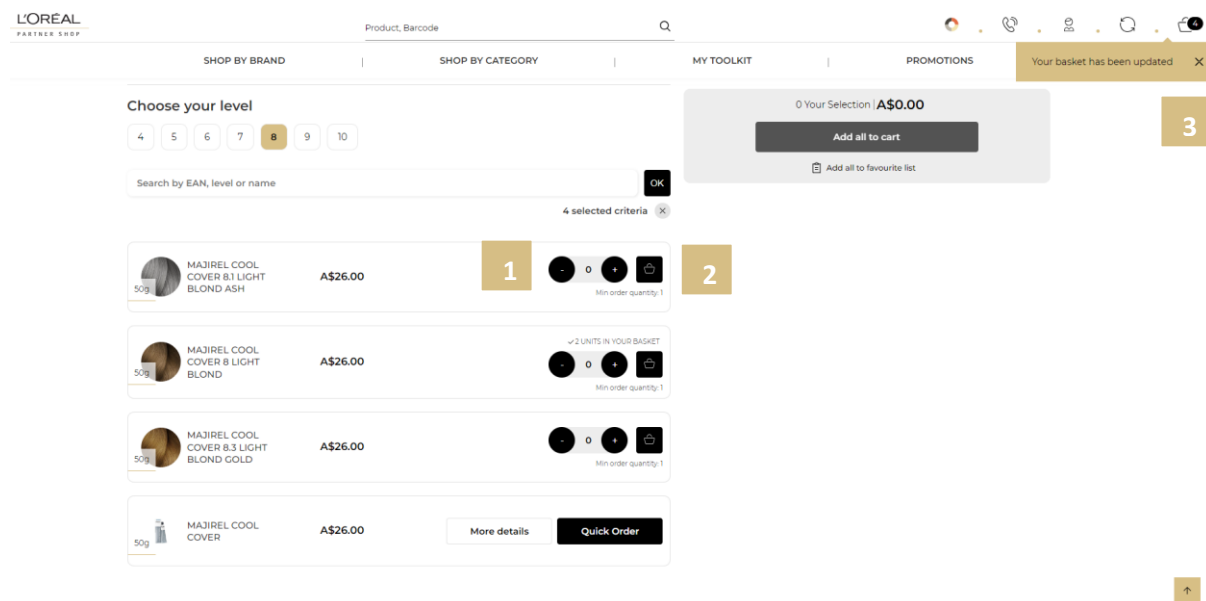 L'ORÉAL
PARTNER SHOP
Product, Barcode
4
SHOP BY BRAND | SHOP BY CATEGORY | MY TOOLKIT | PROMOTIONS
Your basket has been updated ×
3
Choose your level
4 5 6 7 8 9 10
0 Your Selection | A$0.00
Add all to cart
Add all to favourite list
Search by EAN, level or name OK
4 selected criteria ×
50g
MAJIREL COOL
COVER 8.1 LIGHT
BLOND ASH
A$26.00
1
- 0 +
Min order quantity: 1
2
50g
MAJIREL COOL
COVER 8 LIGHT
BLOND
A$26.00
✓2 UNITS IN YOUR BASKET
- 0 +
Min order quantity: 1
50g
MAJIREL COOL
COVER 8.3 LIGHT
BLOND GOLD
A$26.00
- 0 +
Min order quantity: 1
50g
MAJIREL COOL
COVER
A$26.00
More details Quick Order